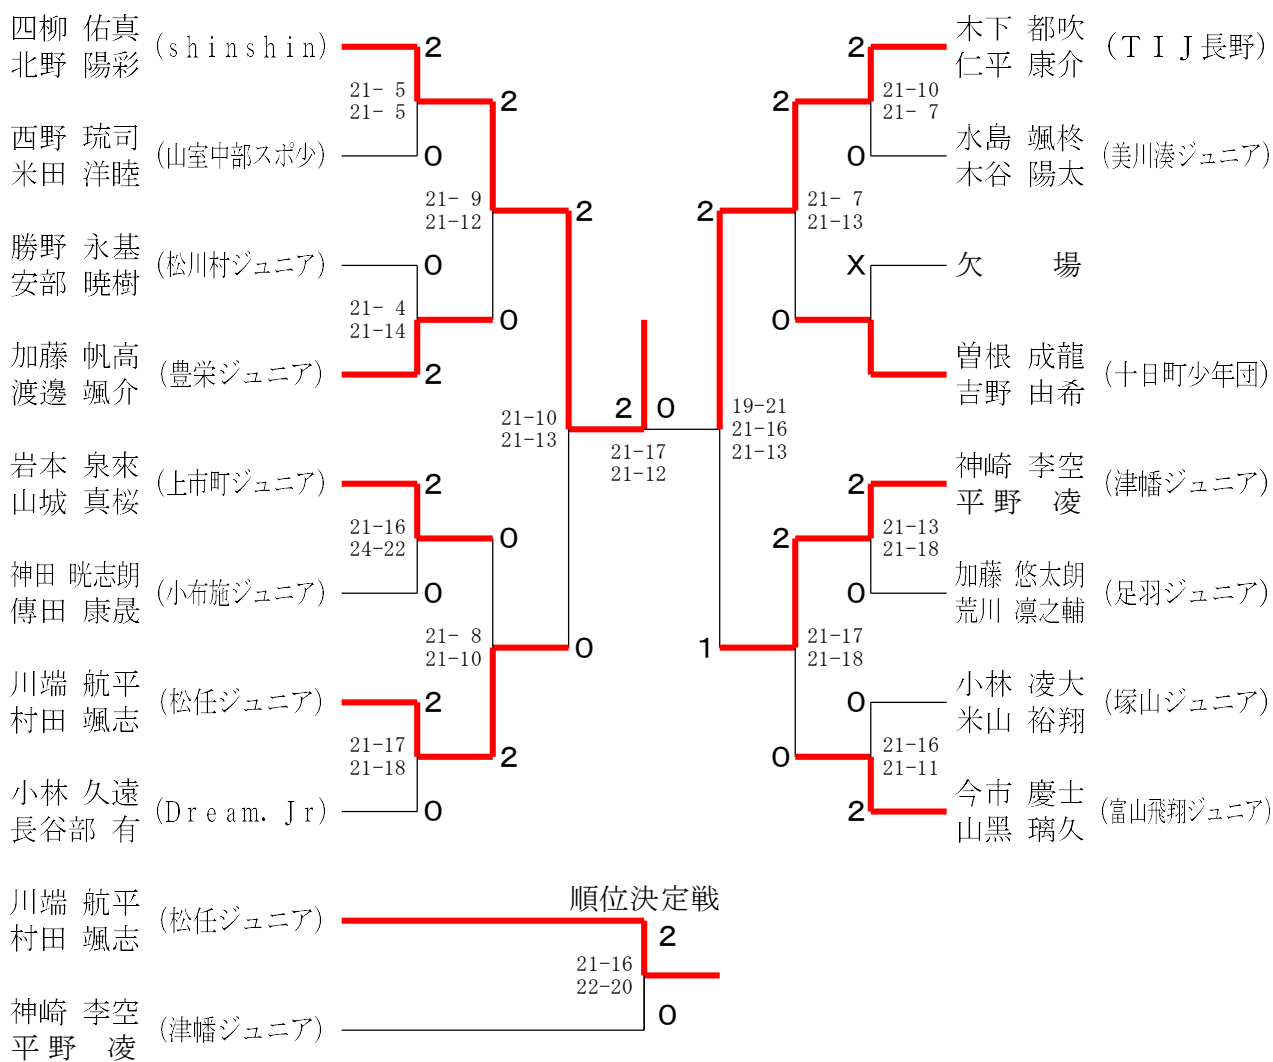 四柳 佑真
北野 陽彩
(shinshin)
2
21- 5
21- 5
2
西野 琉司
米田 洋睦
(山室中部スポ少)
0
21- 9
21-12
2
勝野 永基
安部 暁樹
(松川村ジュニア)
0
21- 4
21-14
0
加藤 帆高
渡邊 颯介
(豊栄ジュニア)
2
21-10
21-13
岩本 泉來
山城 真桜
(上市町ジュニア)
2
21-16
24-22
0
神田 晄志朗
傳田 康晟
(小布施ジュニア)
0
21- 8
21-10
0
川端 航平
村田 颯志
(松任ジュニア)
2
21-17
21-18
2
小林 久遠
長谷部 有
(Dream. Jr)
0
2 0
21-17
21-12
木下 都吹
仁平 康介
(TIJ長野)
2
21-10
21- 7
2
水島 颯柊
木谷 陽太
(美川湊ジュニア)
0
21- 7
21-13
2
欠 場
X
0
曽根 成龍
吉野 由希
(十日町少年団)
19-21
21-16
21-13
神崎 李空
平野 凌
(津幡ジュニア)
2
21-13
21-18
2
加藤 悠太朗
荒川 凛之輔
(足羽ジュニア)
0
21-17
21-18
1
小林 凌大
米山 裕翔
(塚山ジュニア)
0
21-16
21-11
0
今市 慶士
山黑 璃久
(富山飛翔ジュニア)
2
順位決定戦
川端 航平
村田 颯志
(松任ジュニア)
2
21-16
22-20
神崎 李空
平野 凌
(津幡ジュニア)
0